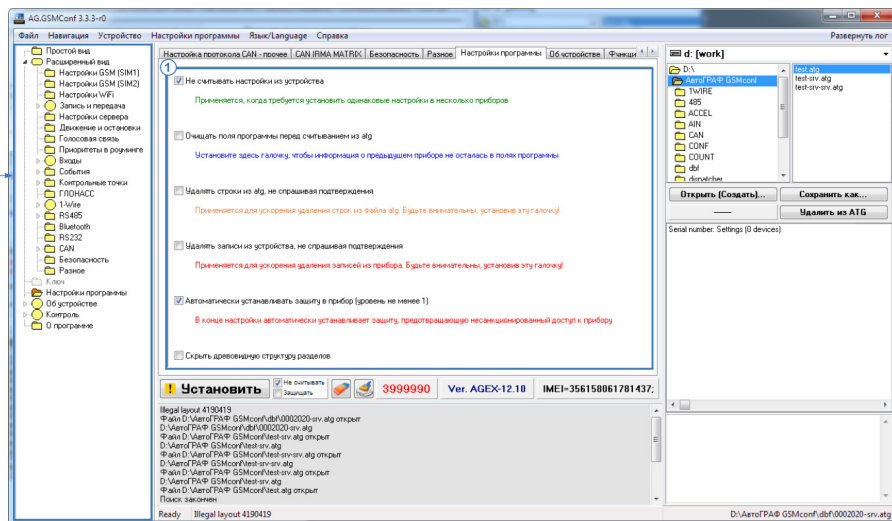 AG.GSMConf 3.3.3-r0
Файл Навигация Устройство Настройки программы Язык/Language Справка Развернуть лог
Простой вид
Расширенный вид
Настройки GSM (SIM1)
Настройки GSM (SIM2)
Настройки WiFi
Запись и передача
Настройки сервера
Движение и остановки
Голосовая связь
Приоритеты в роуминге
Входы
События
Контрольные точки
ГЛОНАСС
1-Wire
RS485
Bluetooth
RS232
CAN
Безопасность
Разное
Ключ
Настройки программы
Об устройстве
Контроль
О программе
Настройка протокола CAN - прочее CAN IRMA MATRIX Безопасность Разное Настройки программы Об устройстве Функци
1
Не считывать настройки из устройства
Применяется, когда требуется установить одинаковые настройки в несколько приборов
Очищать поля программы перед считыванием из atg
Установите здесь галочку, чтобы информация о предыдущем приборе не осталась в полях программы
Удалять строки из atg, не спрашивая подтверждения
Применяется для ускорения удаления строк из файла atg. Будьте внимательны, установив эту галочку!
Удалять записи из устройства, не спрашивая подтверждения
Применяется для ускорения удаления записей из прибора. Будьте внимательны, установив эту галочку!
Автоматически устанавливать защиту в прибор (уровень не менее 1)
В конце настройки автоматически устанавливает защиту, предотвращающую несанкционированный доступ к прибору
Скрыть древовидную структуру разделов
! Установить
Не считывать
Защищать
3999990
Ver. AGEX-12.10
IMEI=356158061781437;
Illegal layout 4190419
Файл D:\АвтоГРАФ GSMconf\dbf\0002020-srv.atg открыт
D:\АвтоГРАФ GSMconf\dbf\0002020-srv.atg
Файл D:\АвтоГРАФ GSMconf\test-srv.atg открыт
D:\АвтоГРАФ GSMconf\test-srv.atg
Файл D:\АвтоГРАФ GSMconf\test-srv-srv.atg открыт
D:\АвтоГРАФ GSMconf\test-srv-srv.atg
Файл D:\АвтоГРАФ GSMconf\test-srv.atg открыт
D:\АвтоГРАФ GSMconf\test-srv.atg
Файл D:\АвтоГРАФ GSMconf\test.atg открыт
Поиск закончен
d: [work]
D:\
АвтоГРАФ GSMconf
1WIRE
485
ACCEL
AIN
CAN
CONF
COUNT
dbf
dispatcher
test.atg
test-srv.atg
test-srv-srv.atg
Открыть (Создать)... Сохранить как...
Удалить из ATG
Serial number: Settings (0 devices)
Ready Illegal layout 4190419 D:\АвтоГРАФ GSMconf\dbf\0002020-srv.atg